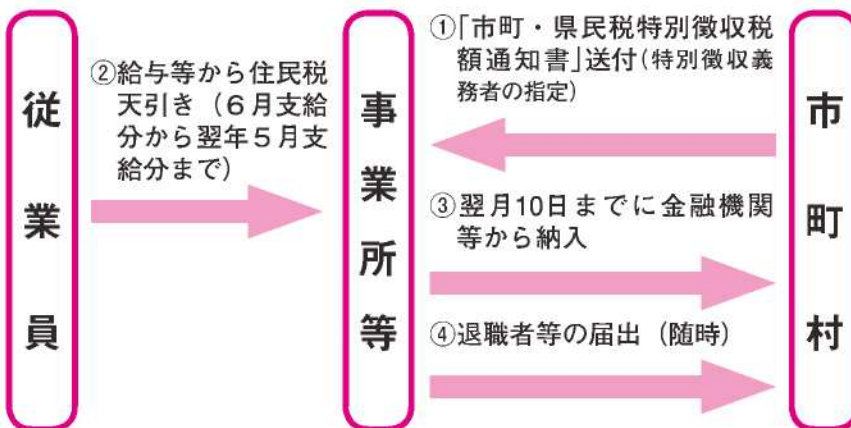 従業員
②給与等から住民税
天引き（６月支給
分から翌年５月支
給分まで）
事業所等
①「市町・県民税特別徴収税
額通知書」送付（特別徴収義
務者の指定）
③翌月10日までに金融機関
等から納入
④退職者等の届出（随時）
市町村